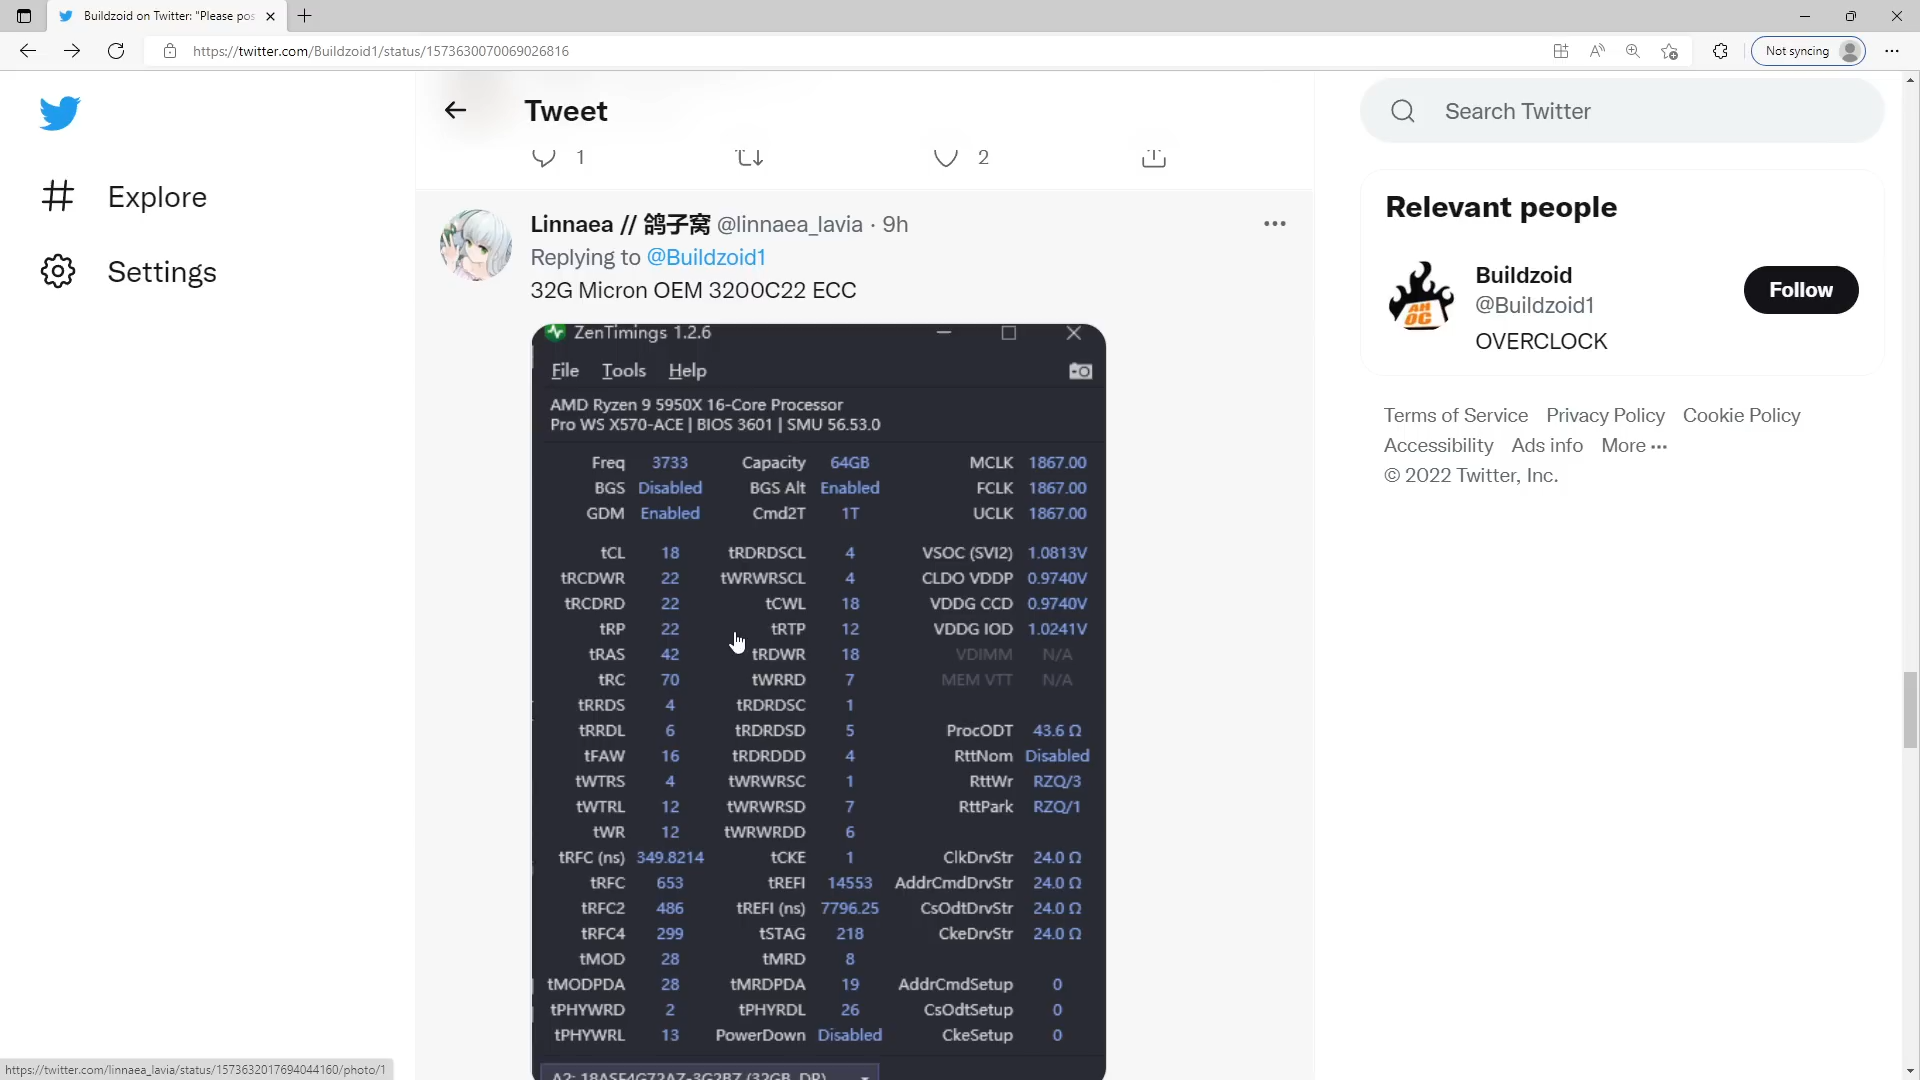 Buildzoid on Twitter: "Please pos
https://twitter.com/Buildzoid1/status/1573630070069026816
Not syncing
Explore
Settings
Tweet
1
2
Linnaea // 鸽子窝 @linnaea_lavia · 9h
Replying to @Buildzoid1
32G Micron OEM 3200C22 ECC
ZenTimings 1.2.6
File Tools Help
AMD Ryzen 9 5950X 16-Core Processor
Pro WS X570-ACE | BIOS 3601 | SMU 56.53.0
Freq 3733 Capacity 64GB MCLK 1867.00
BGS Disabled BGS Alt Enabled FCLK 1867.00
GDM Enabled Cmd2T 1T UCLK 1867.00
tCL 18 tRDRDSCL 4 VSOC (SVI2) 1.0813V
tRCDWR 22 tWRWRSCL 4 CLDO VDDP 0.9740V
tRCDRD 22 tCWL 18 VDDG CCD 0.9740V
tRP 22 tRTP 12 VDDG IOD 1.0241V
tRAS 42 tRDWR 18 VDIMM N/A
tRC 70 tWRRD 7 MEM VTT N/A
tRRDS 4 tRDRDSC 1
tRRDL 6 tRDRDSD 5 ProcODT 43.6 Ω
tFAW 16 tRDRDDD 4 RttNom Disabled
tWTRS 4 tWRWRSC 1 RttWr RZQ/3
tWTRL 12 tWRWRSD 7 RttPark RZQ/1
tWR 12 tWRWRDD 6
tRFC (ns) 349.8214 tCKE 1 ClkDrvStr 24.0 Ω
tRFC 653 tREFI 14553 AddrCmdDrvStr 24.0 Ω
tRFC2 486 tREFI (ns) 7796.25 CsOdtDrvStr 24.0 Ω
tRFC4 299 tSTAG 218 CkeDrvStr 24.0 Ω
tMOD 28 tMRD 8
tMODPDA 28 tMRDPDA 19 AddrCmdSetup 0
tPHYWRD 2 tPHYRDL 26 CsOdtSetup 0
tPHYWRL 13 PowerDown Disabled CkeSetup 0
A2: 18ASF4G72AZ-3G2BZ (32GB, DR)
Search Twitter
Relevant people
Buildzoid
@Buildzoid1
Follow
OVERCLOCK
AHOC
Terms of Service Privacy Policy Cookie Policy
Accessibility Ads info More ···
© 2022 Twitter, Inc.
https://twitter.com/linnaea_lavia/status/1573632017694044160/photo/1